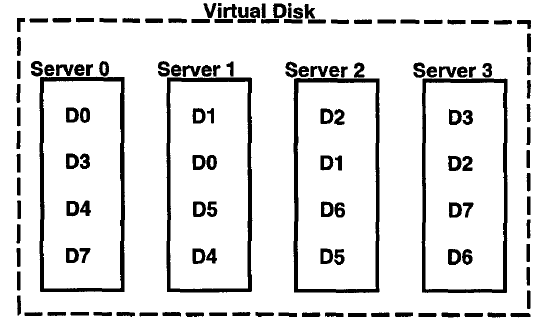 Virtual Disk
Server 0 Server 1 Server 2 Server 3
D0 D1 D2 D3
D3 D0 D1 D2
D4 D5 D6 D7
D7 D4 D5 D6